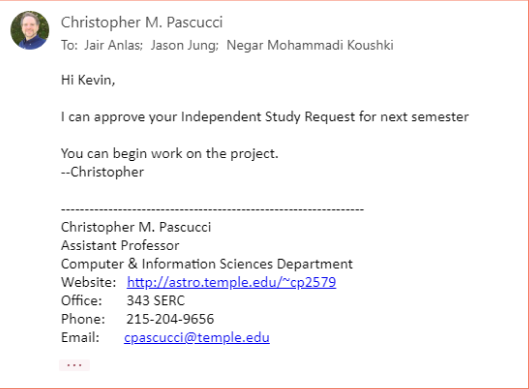 Christopher M. Pascucci
To: Jair Anlas; Jason Jung; Negar Mohammadi Koushki
Hi Kevin,
I can approve your Independent Study Request for next semester
You can begin work on the project.
--Christopher
-----------------------------------------------------------------
Christopher M. Pascucci
Assistant Professor
Computer & Information Sciences Department
Website: http://astro.temple.edu/~cp2579
Office: 343 SERC
Phone: 215-204-9656
Email: cpascucci@temple.edu
...